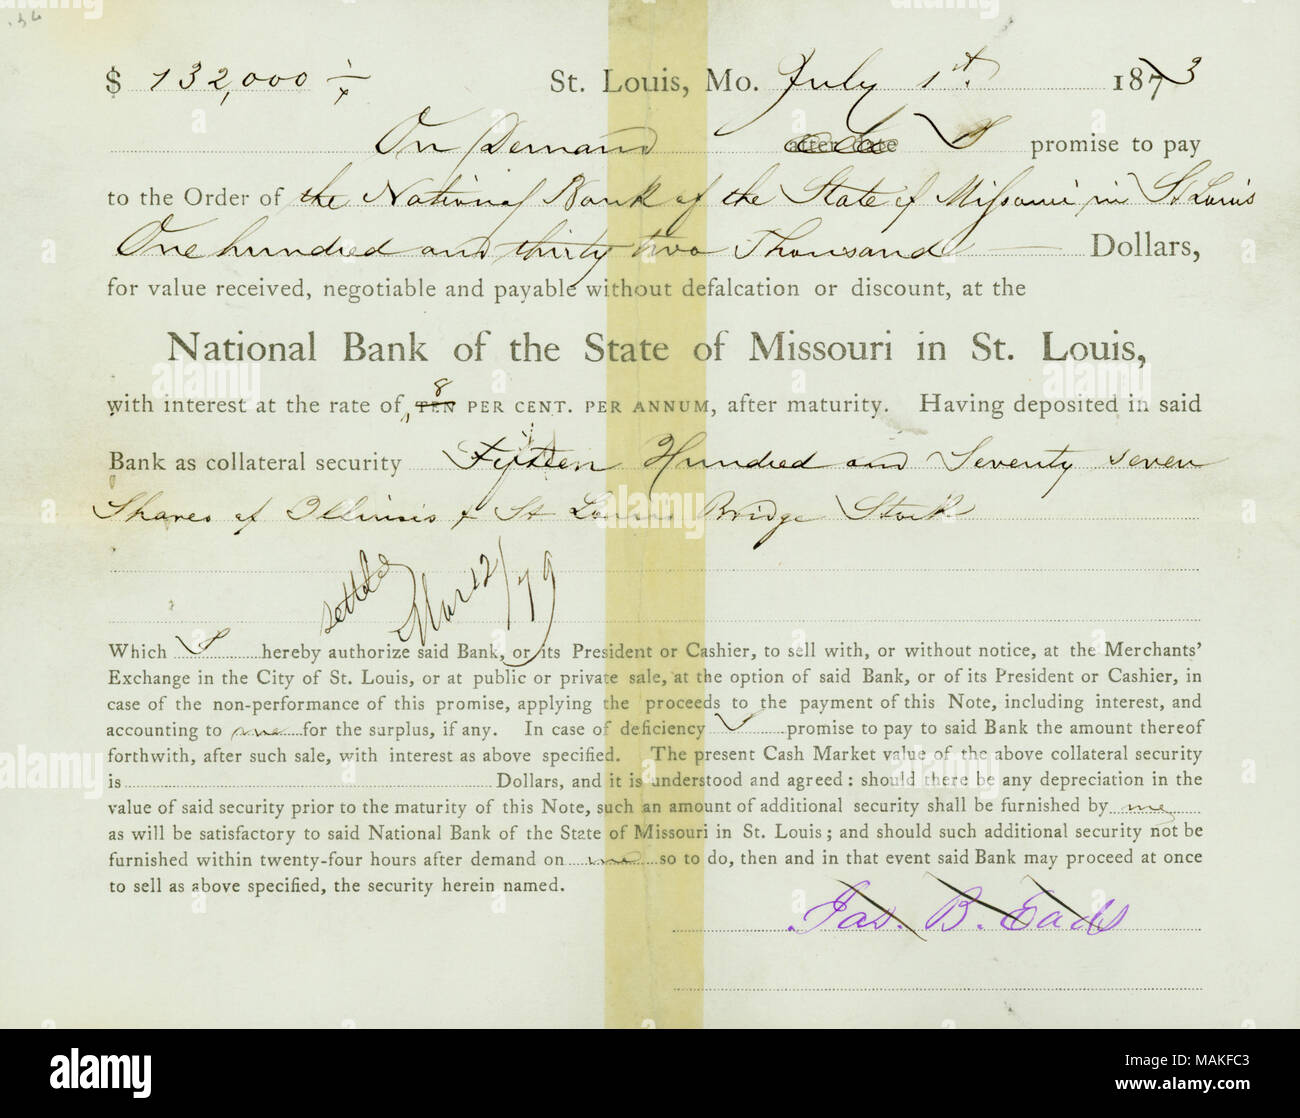 $ 132,000 St. Louis, Mo. July 1st. 1873
On Demand after date I promise to pay
to the Order of the National Bank of the State of Missouri in St Louis
One hundred and thirty two Thousand Dollars,
for value received, negotiable and payable without defalcation or discount, at the
National Bank of the State of Missouri in St. Louis,
8
with interest at the rate of TEN PER CENT. PER ANNUM, after maturity. Having deposited in said
Bank as collateral security Fifteen Hundred and Seventy seven
Shares of Illinois & St Louis Bridge Stock
settled Mar 12/79
Which I hereby authorize said Bank, or its President or Cashier, to sell with, or without notice, at the Merchants'
Exchange in the City of St. Louis, or at public or private sale, at the option of said Bank, or of its President or Cashier, in
case of the non-performance of this promise, applying the proceeds to the payment of this Note, including interest, and
accounting to me for the surplus, if any. In case of deficiency I promise to pay to said Bank the amount thereof
forthwith, after such sale, with interest as above specified. The present Cash Market value of the above collateral security
is Dollars, and it is understood and agreed: should there be any depreciation in the
value of said security prior to the maturity of this Note, such an amount of additional security shall be furnished by me
as will be satisfactory to said National Bank of the State of Missouri in St. Louis; and should such additional security not be
furnished within twenty-four hours after demand on me so to do, then and in that event said Bank may proceed at once
to sell as above specified, the security herein named.
Jas. B. Eads
alamy
Image ID: MAKFC3
www.alamy.com